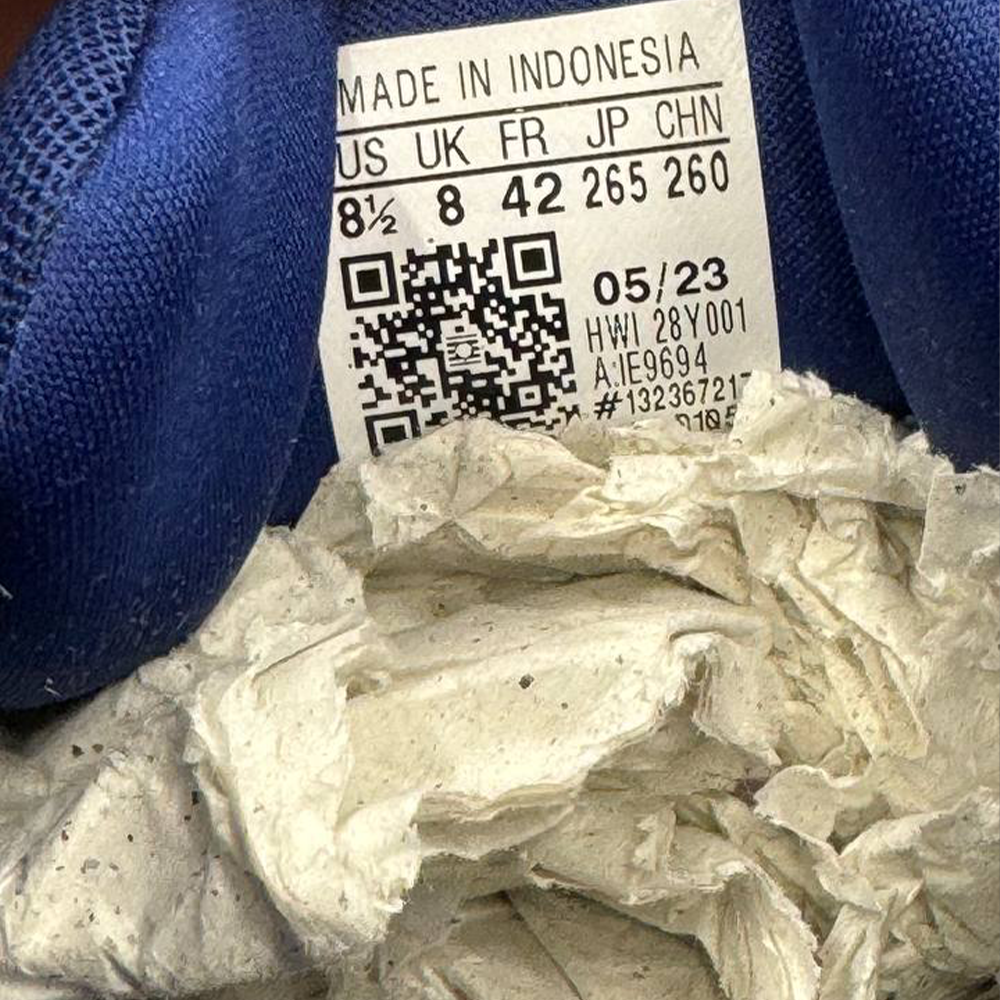 MADE IN INDONESIA
US UK FR JP CHN
8½ 8 42 265 260
05/23
HWI 28Y001
A:IE9694
#132367217